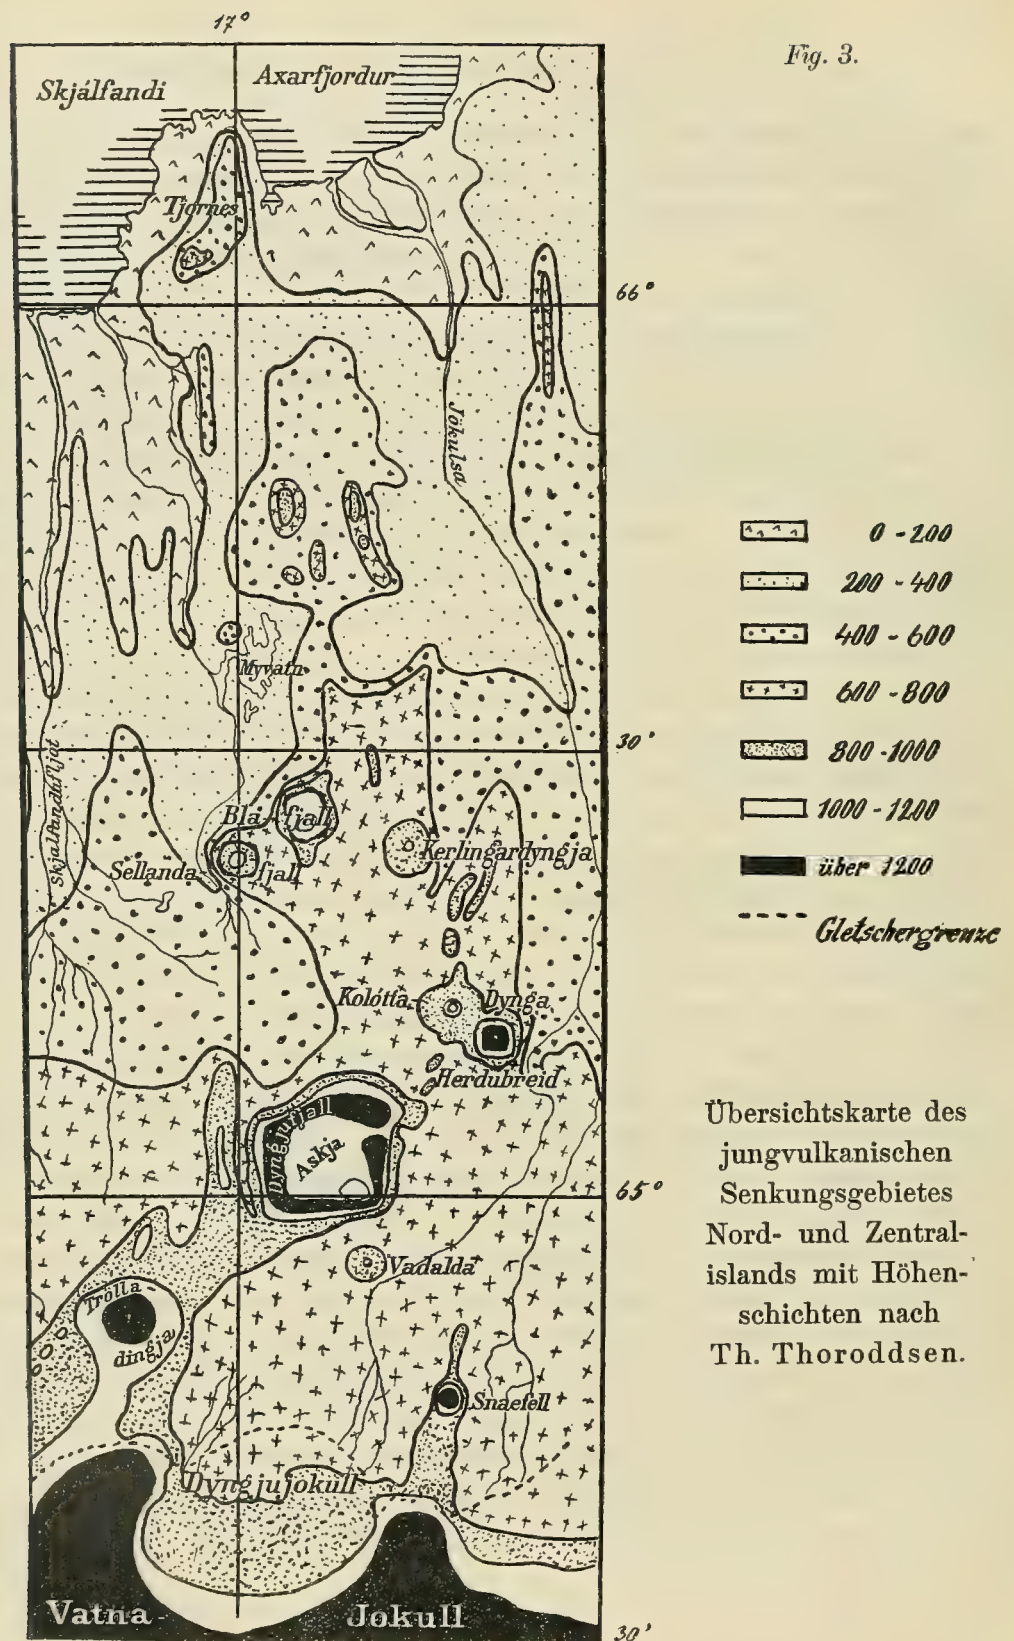 17°
Fig. 3.
Skjálfandi
Axarfjordur
Tjörnes
66°
Jökulsa
Myvatn
30'
Skjalfandafljot
Bla-fjall
Kerlingardyngja
Sellanda-fjall
Kolótta-Dynga
Herdubreid
Dyngjufjall
Askja
65°
Vadalda
Trölla-
dingja
Snaefell
Dyngjujokull
Vatna-Jokull
30'
0-200
200-400
400-600
600-800
800-1000
1000-1200
über 1200
Gletschergrenze
Übersichtskarte des
jungvulkanischen
Senkungsgebietes
Nord- und Zentral-
islands mit Höhen-
schichten nach
Th. Thoroddsen.